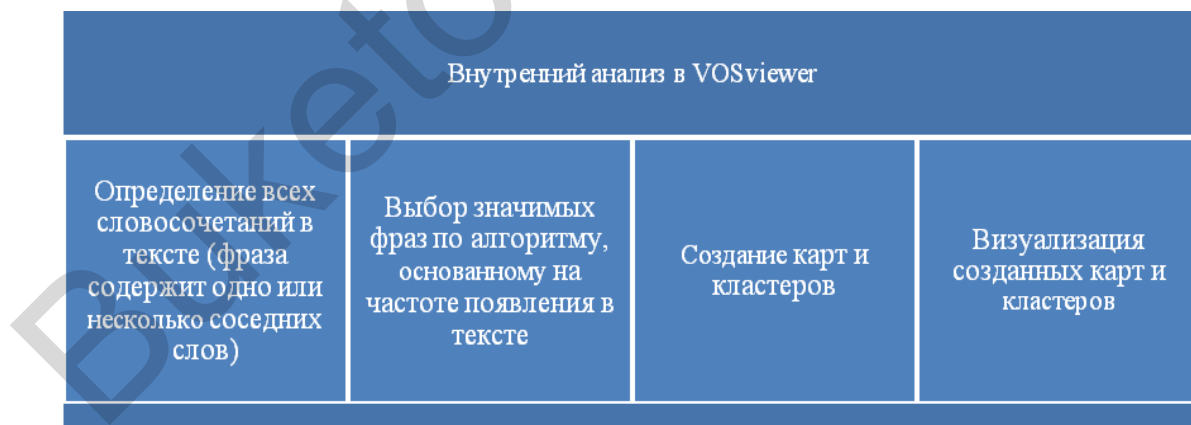 Внутренний анализ в VOSviewer
Определение всех
словосочетаний в
тексте (фраза
содержит одно или
несколько соседних
слов)
Выбор значимых
фраз по алгоритму,
основанному на
частоте появления в
тексте
Создание карт и
кластеров
Визуализация
созданных карт и
кластеров
Buketo